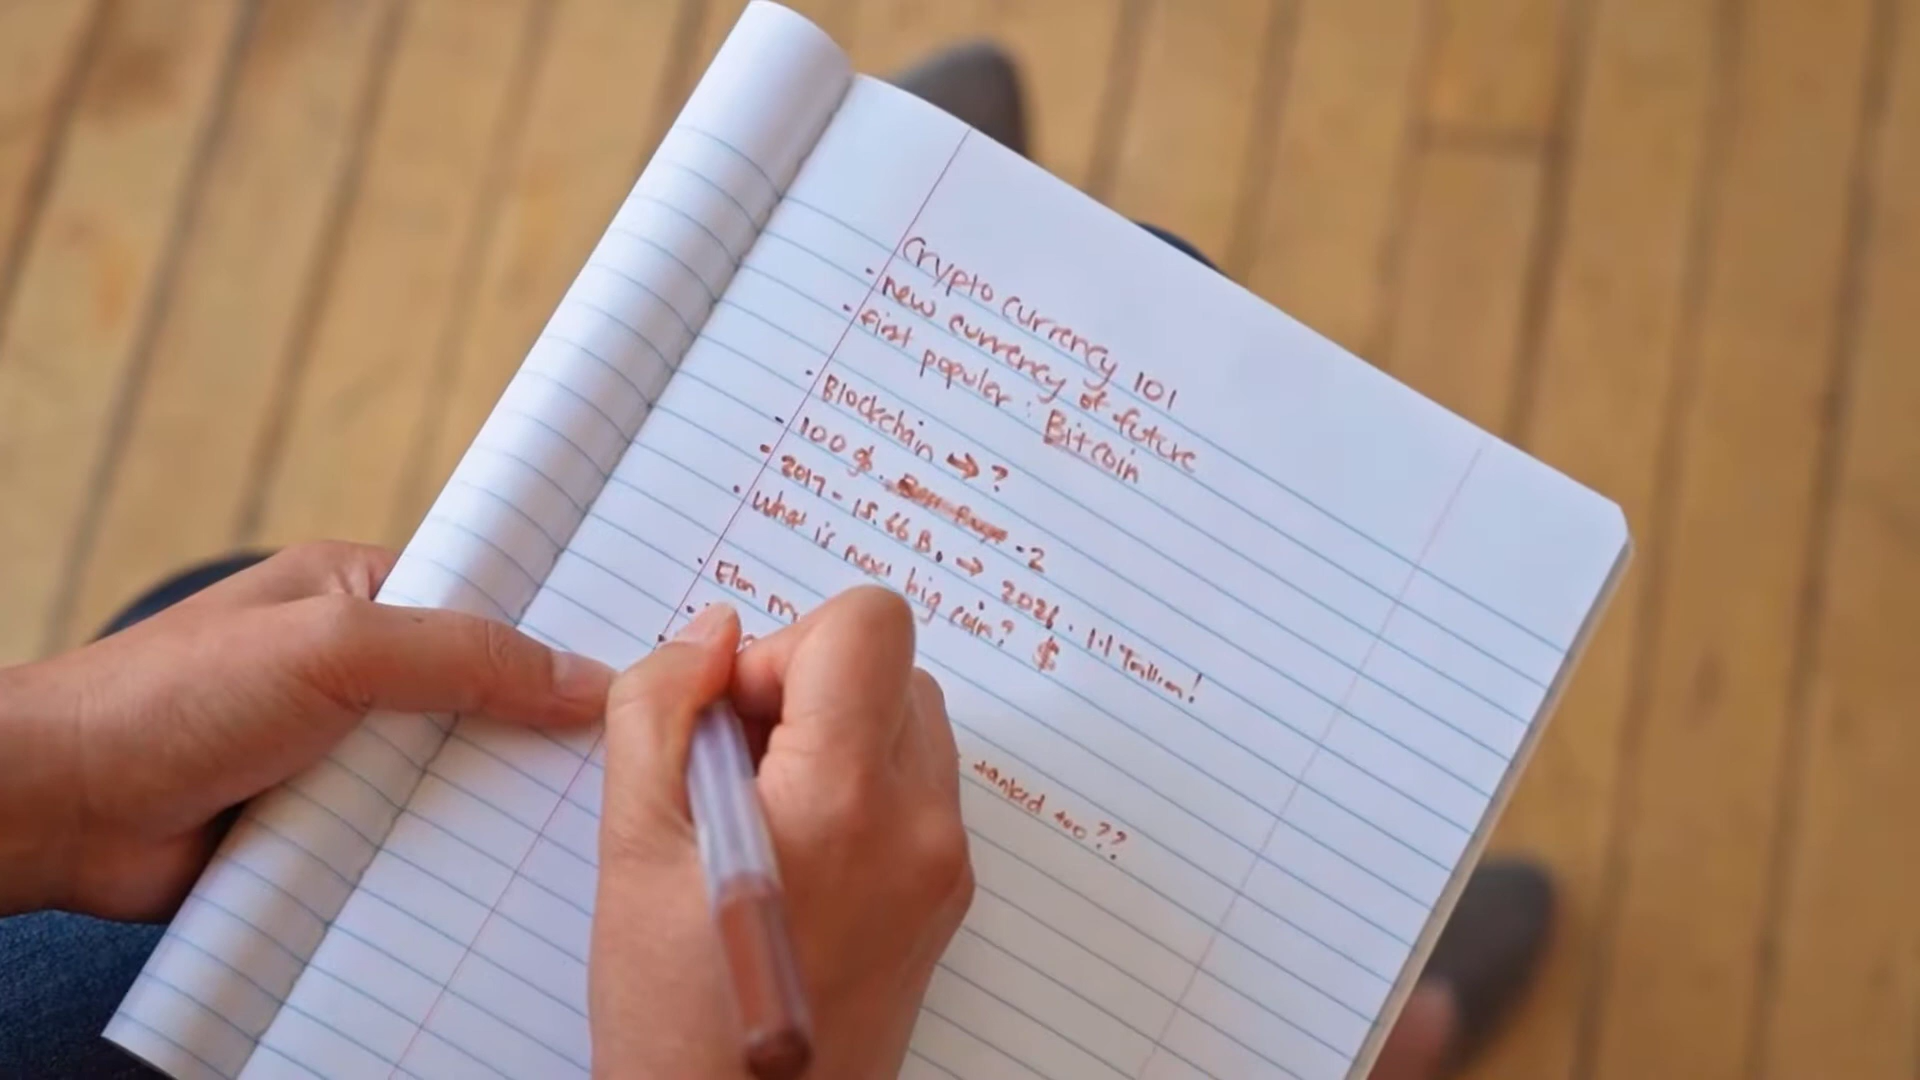 Crypto currency 101
· new currency of future
· first popular : Bitcoin
· Blockchain → ?
· 100 $. -2
· 2017 - 15.66 B. → 2021. 1.1 Trillion!
· What is next big coin? $
· Elon
tanked too??